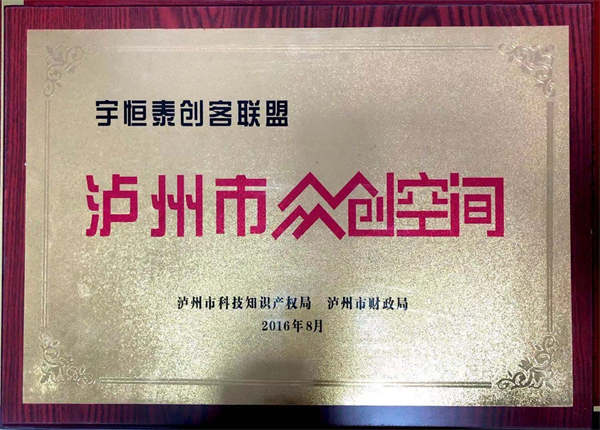 宇恒泰创客联盟
泸州市众创空间
泸州市科技知识产权局 泸州市财政局
2016年8月